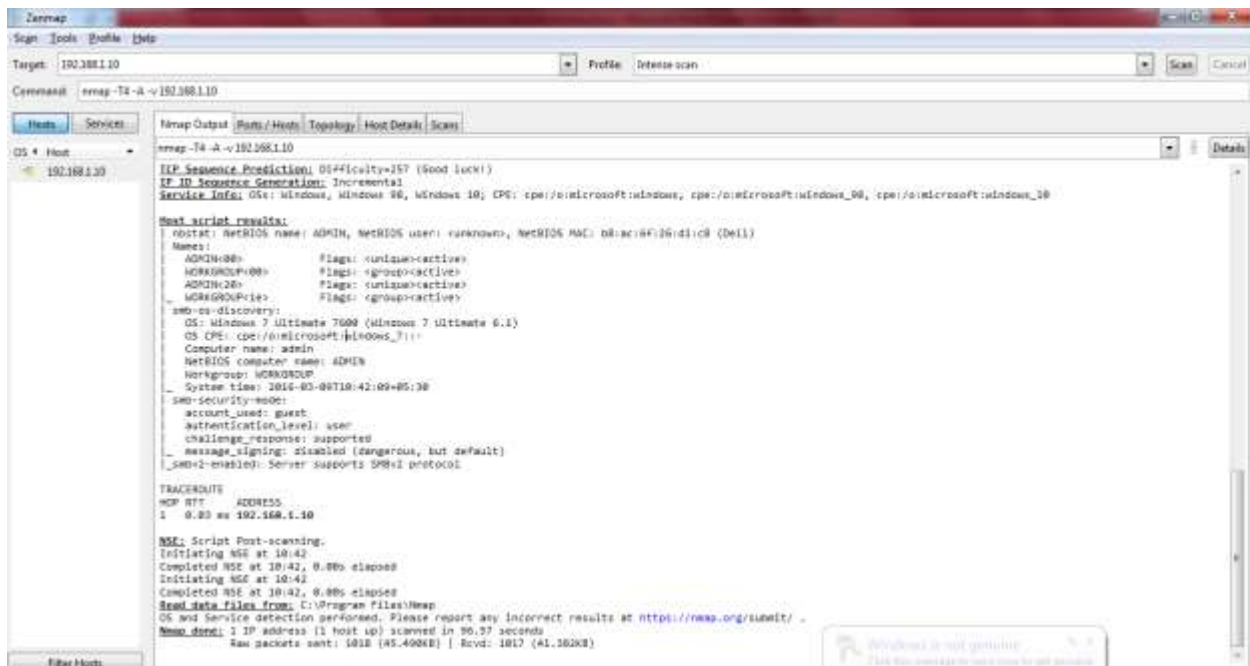 Zenmap
Scan Tools Profile Help
Target: 192.168.1.10 Profile: Intense scan Scan Cancel
Command: nmap -T4 -A -v 192.168.1.10
Hosts Services Nmap Output Ports / Hosts Topology Host Details Scans
OS Host nmap -T4 -A -v 192.168.1.10 Details
192.168.1.10
TCP Sequence Prediction: Difficulty=257 (Good luck!)
IP ID Sequence Generation: Incremental
Service Info: OSs: Windows, Windows 98, Windows 10; CPE: cpe:/o:microsoft:windows, cpe:/o:microsoft:windows_98, cpe:/o:microsoft:windows_10
Host script results:
| nbstat: NetBIOS name: ADMIN, NetBIOS user: <unknown>, NetBIOS MAC: b8:ac:6f:26:d1:c8 (Dell)
| Names:
| ADMIN<00> Flags: <unique><active>
| WORKGROUP<00> Flags: <group><active>
| ADMIN<20> Flags: <unique><active>
|_ WORKGROUP<1e> Flags: <group><active>
| smb-os-discovery:
| OS: Windows 7 Ultimate 7600 (Windows 7 Ultimate 6.1)
| OS CPE: cpe:/o:microsoft:windows_7::-
| Computer name: admin
| NetBIOS computer name: ADMIN
| Workgroup: WORKGROUP
|_ System time: 2016-03-09T10:42:09+05:30
| smb-security-mode:
| account_used: guest
| authentication_level: user
| challenge_response: supported
|_ message_signing: disabled (dangerous, but default)
|_smbv2-enabled: Server supports SMBv2 protocol
TRACEROUTE
HOP RTT ADDRESS
1 0.03 ms 192.168.1.10
NSE: Script Post-scanning.
Initiating NSE at 10:42
Completed NSE at 10:42, 0.00s elapsed
Initiating NSE at 10:42
Completed NSE at 10:42, 0.00s elapsed
Read data files from: C:\Program Files\Nmap
OS and Service detection performed. Please report any incorrect results at https://nmap.org/submit/ .
Nmap done: 1 IP address (1 host up) scanned in 96.97 seconds
Raw packets sent: 1018 (45.490KB) | Rcvd: 1017 (41.302KB)
Filter Hosts
Windows is not genuine